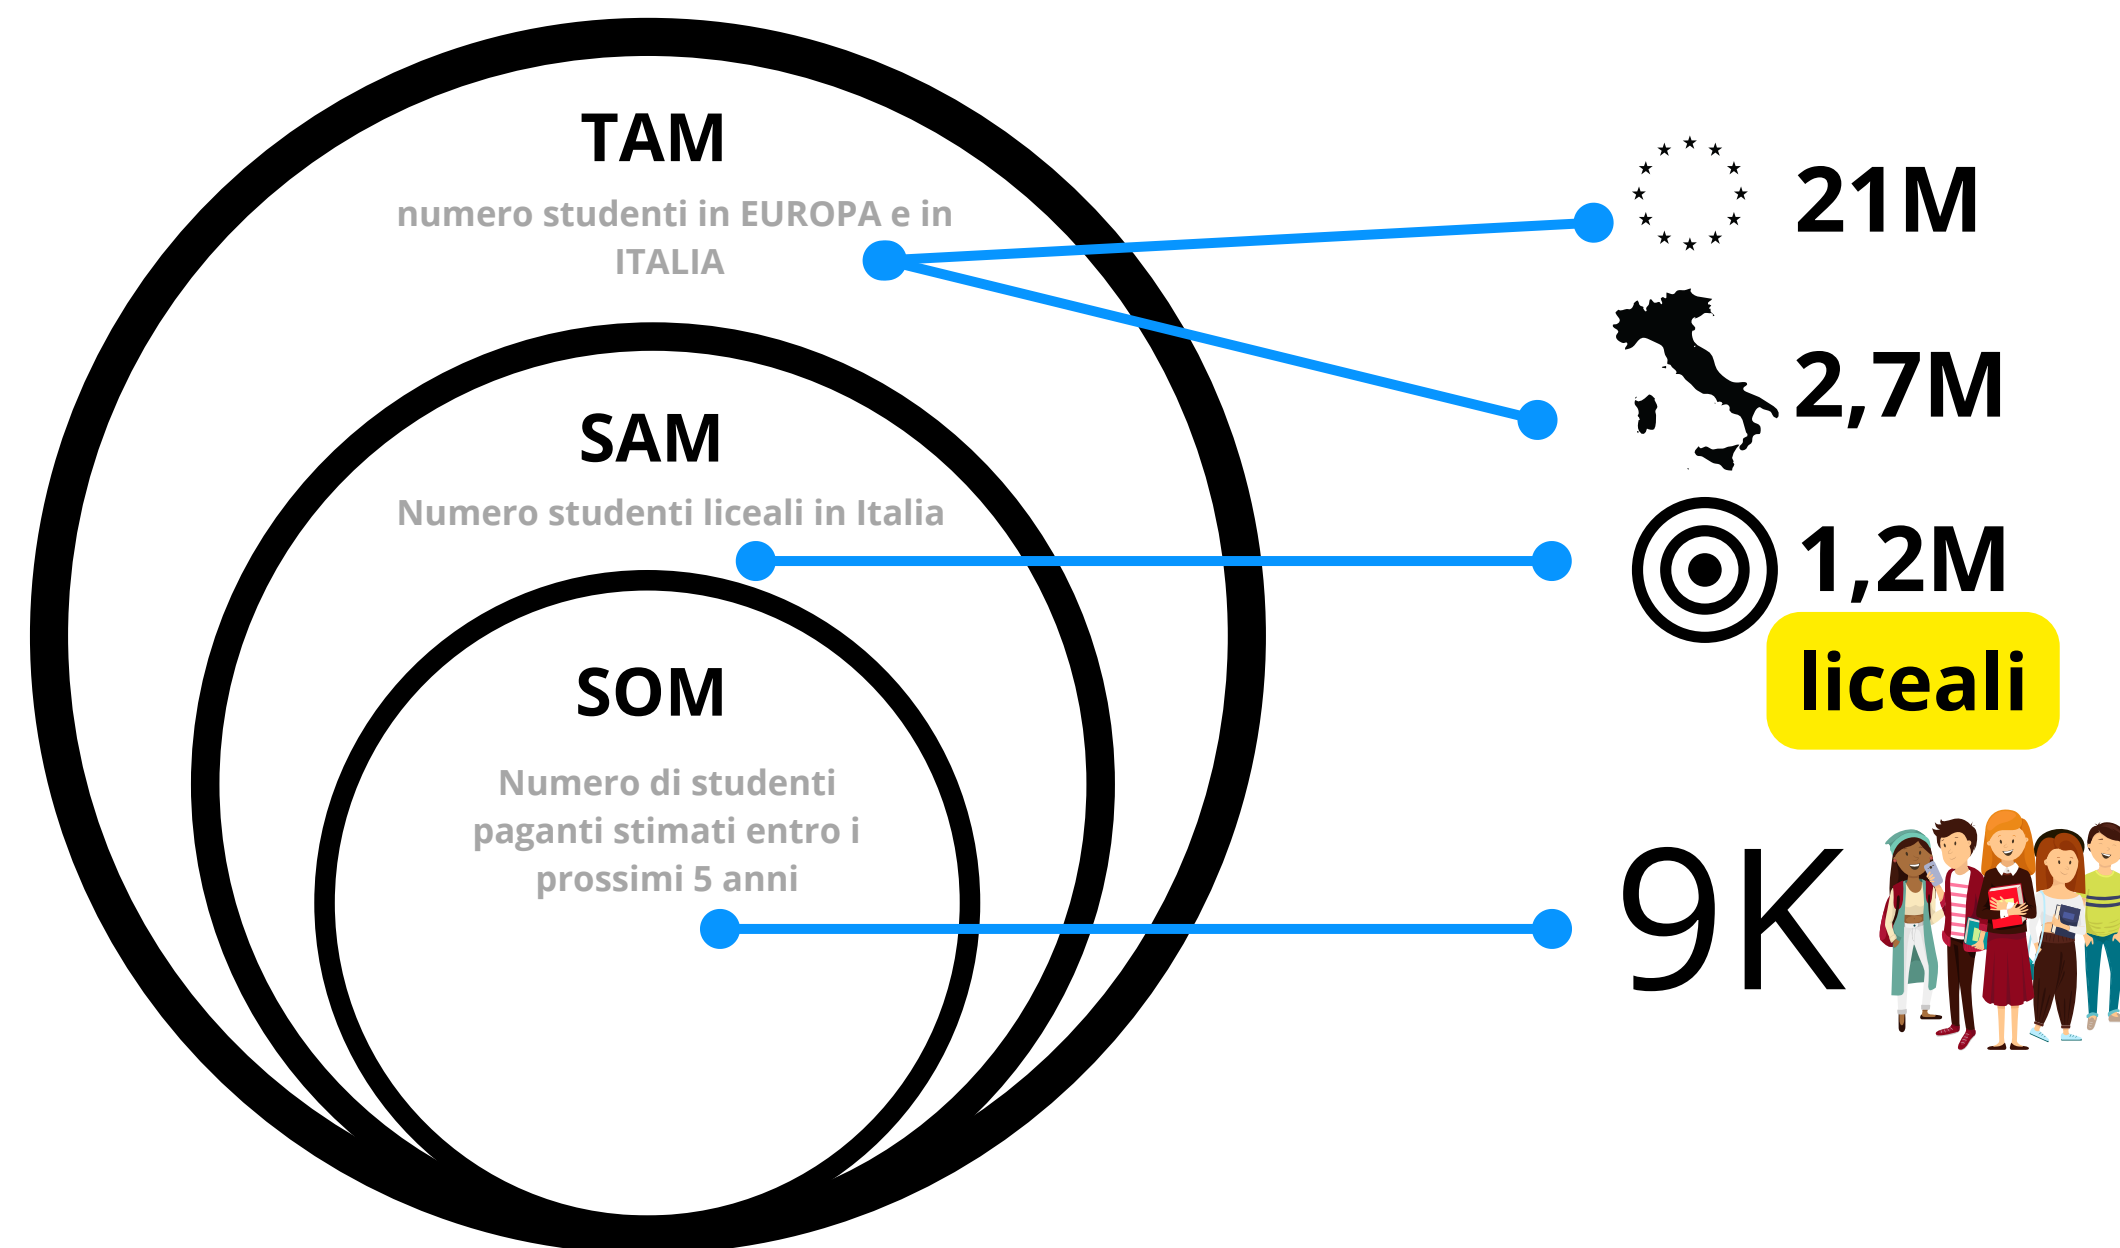 TAM
numero studenti in EUROPA e in
ITALIA
SAM
Numero studenti liceali in Italia
SOM
Numero di studenti
paganti stimati entro i
prossimi 5 anni
21M
2,7M
1,2M
liceali
9K